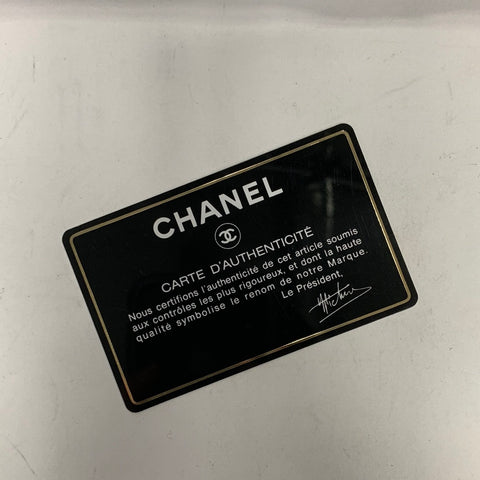 CHANEL
CARTE D'AUTHENTICITÉ
Nous certifions l'authenticité de cet article soumis
aux contrôles les plus rigoureux, et dont la haute
qualité symbolise le renom de notre Marque.
Le Président,